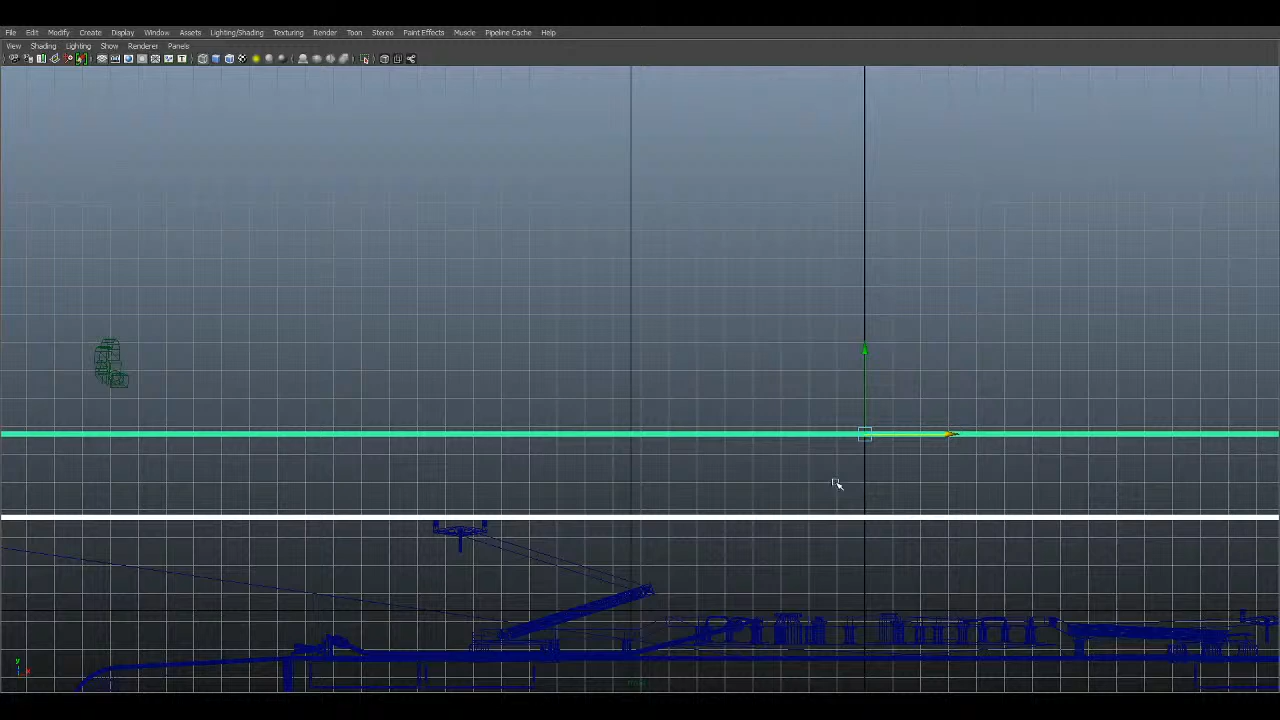 File Edit Modify Create Display Window Assets Lighting/Shading Texturing Render Toon Stereo Paint Effects Muscle Pipeline Cache Help
View Shading Lighting Show Renderer Panels
T
y
x